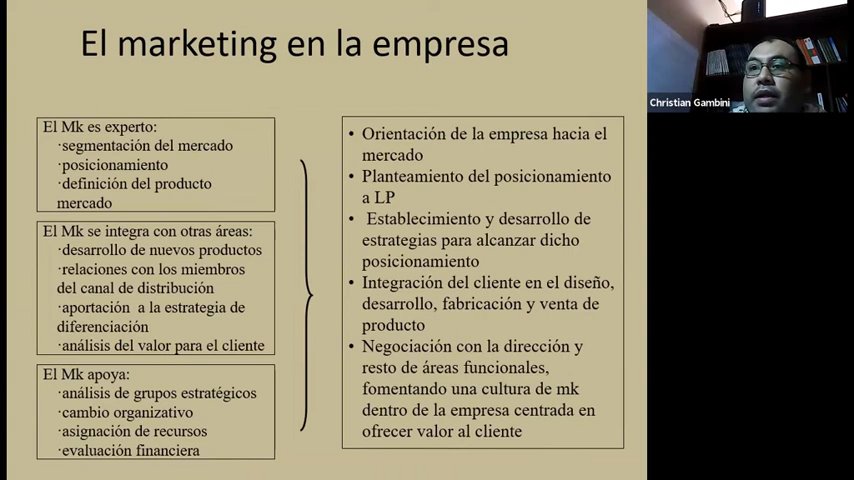 El marketing en la empresa
El Mk es experto:
·segmentación del mercado
·posicionamiento
·definición del producto
mercado
El Mk se integra con otras áreas:
·desarrollo de nuevos productos
·relaciones con los miembros
del canal de distribución
·aportación a la estrategia de
diferenciación
·análisis del valor para el cliente
El Mk apoya:
·análisis de grupos estratégicos
·cambio organizativo
·asignación de recursos
·evaluación financiera
• Orientación de la empresa hacia el
mercado
• Planteamiento del posicionamiento
a LP
• Establecimiento y desarrollo de
estrategias para alcanzar dicho
posicionamiento
• Integración del cliente en el diseño,
desarrollo, fabricación y venta de
producto
• Negociación con la dirección y
resto de áreas funcionales,
fomentando una cultura de mk
dentro de la empresa centrada en
ofrecer valor al cliente
Christian Gambini